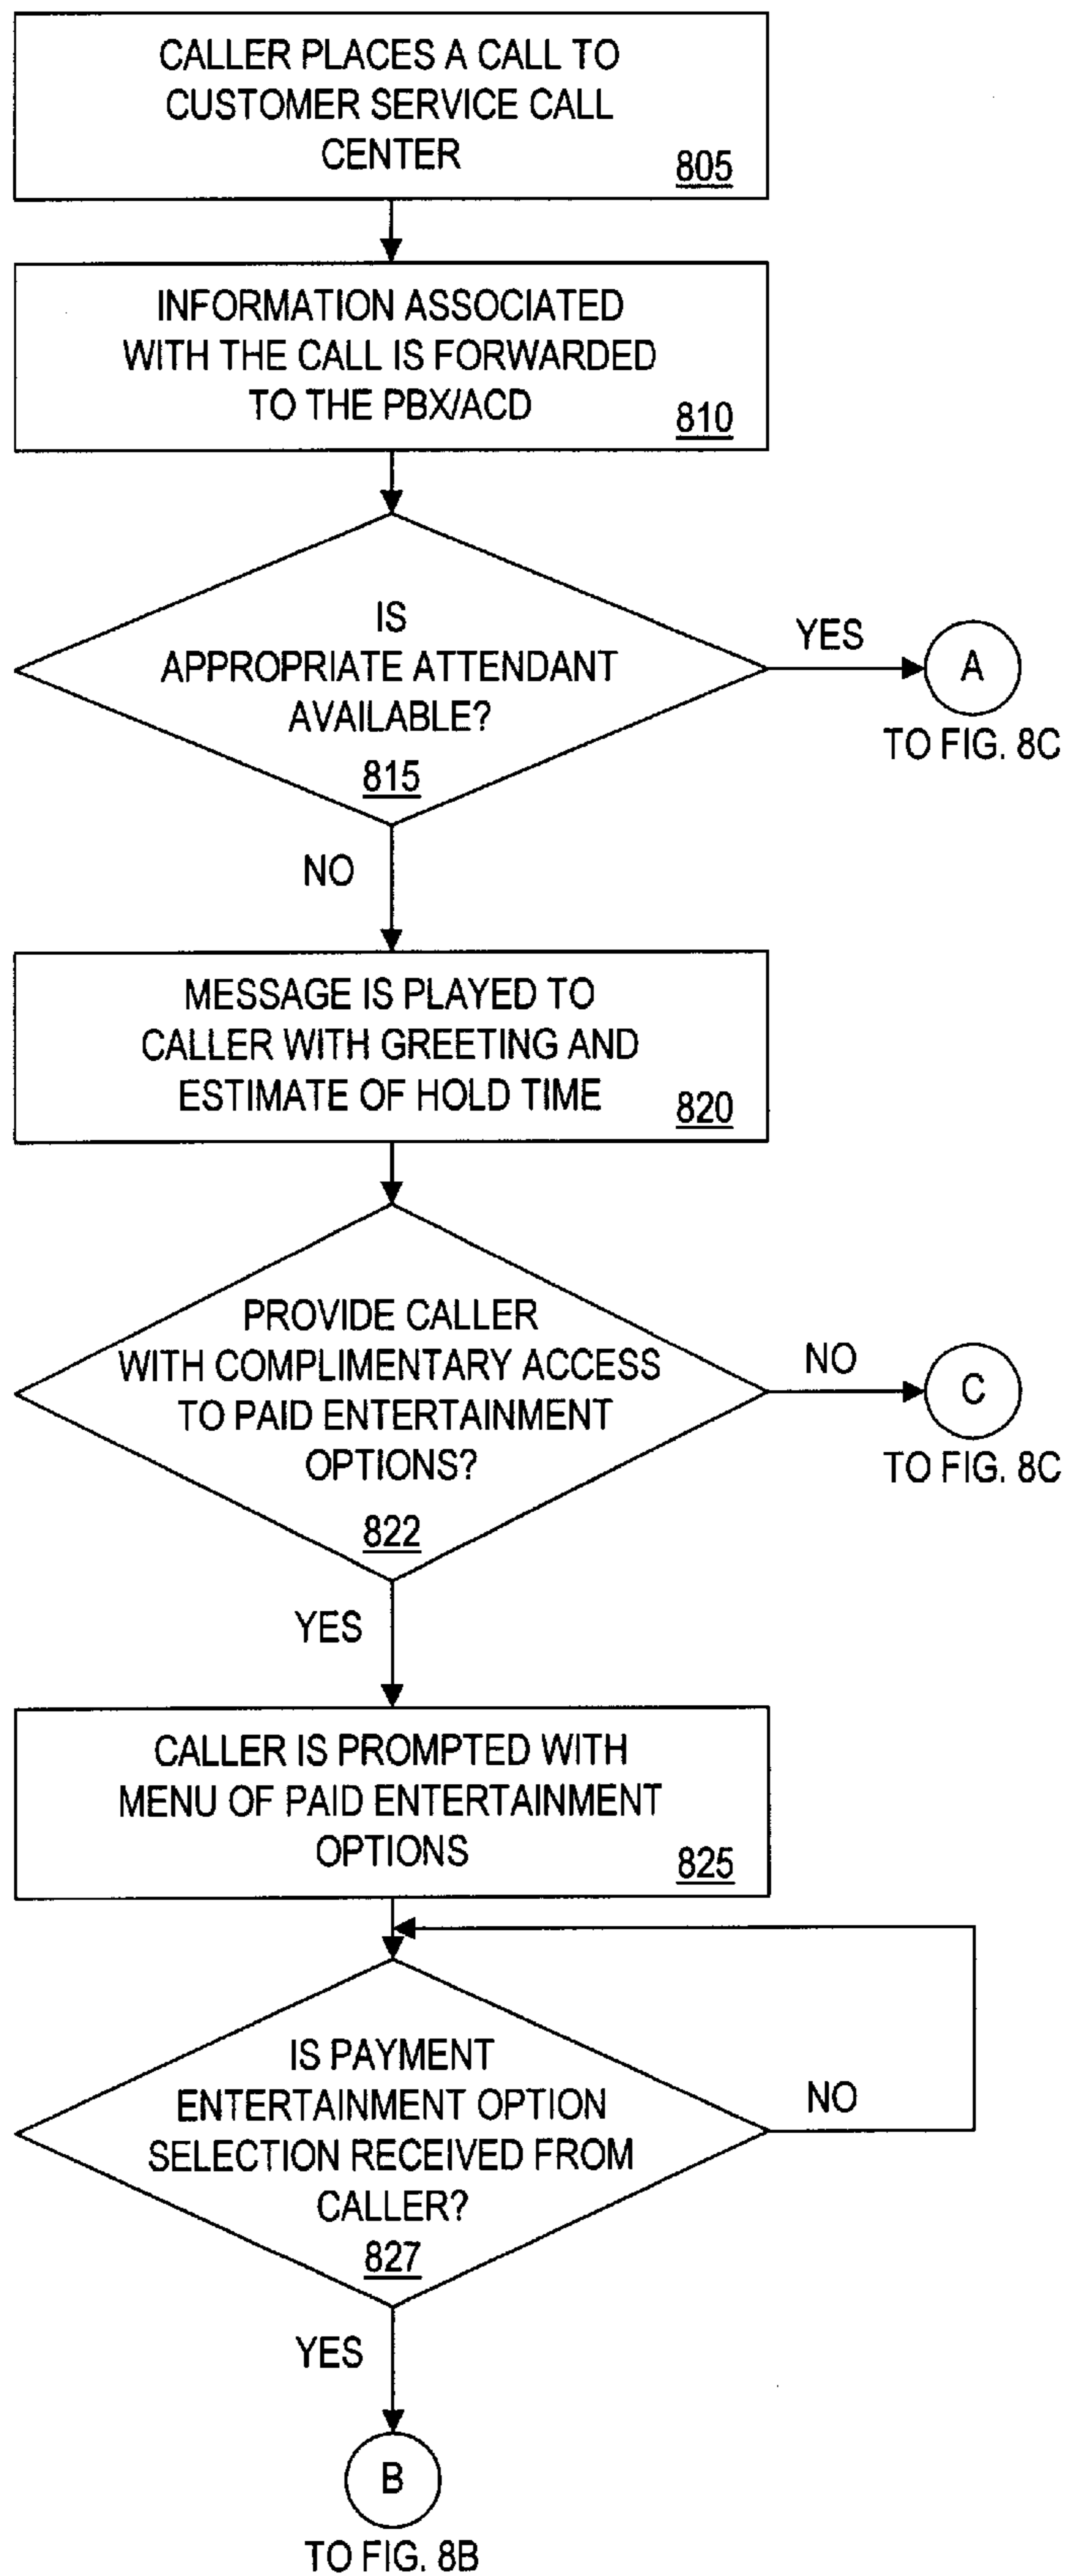 CALLER PLACES A CALL TO
CUSTOMER SERVICE CALL
CENTER
805
INFORMATION ASSOCIATED
WITH THE CALL IS FORWARDED
TO THE PBX/ACD
810
IS
APPROPRIATE ATTENDANT
AVAILABLE?
815
YES
A
TO FIG. 8C
NO
MESSAGE IS PLAYED TO
CALLER WITH GREETING AND
ESTIMATE OF HOLD TIME
820
PROVIDE CALLER
WITH COMPLIMENTARY ACCESS
TO PAID ENTERTAINMENT
OPTIONS?
822
NO
C
TO FIG. 8C
YES
CALLER IS PROMPTED WITH
MENU OF PAID ENTERTAINMENT
OPTIONS
825
IS PAYMENT
ENTERTAINMENT OPTION
SELECTION RECEIVED FROM
CALLER?
827
NO
YES
B
TO FIG. 8B